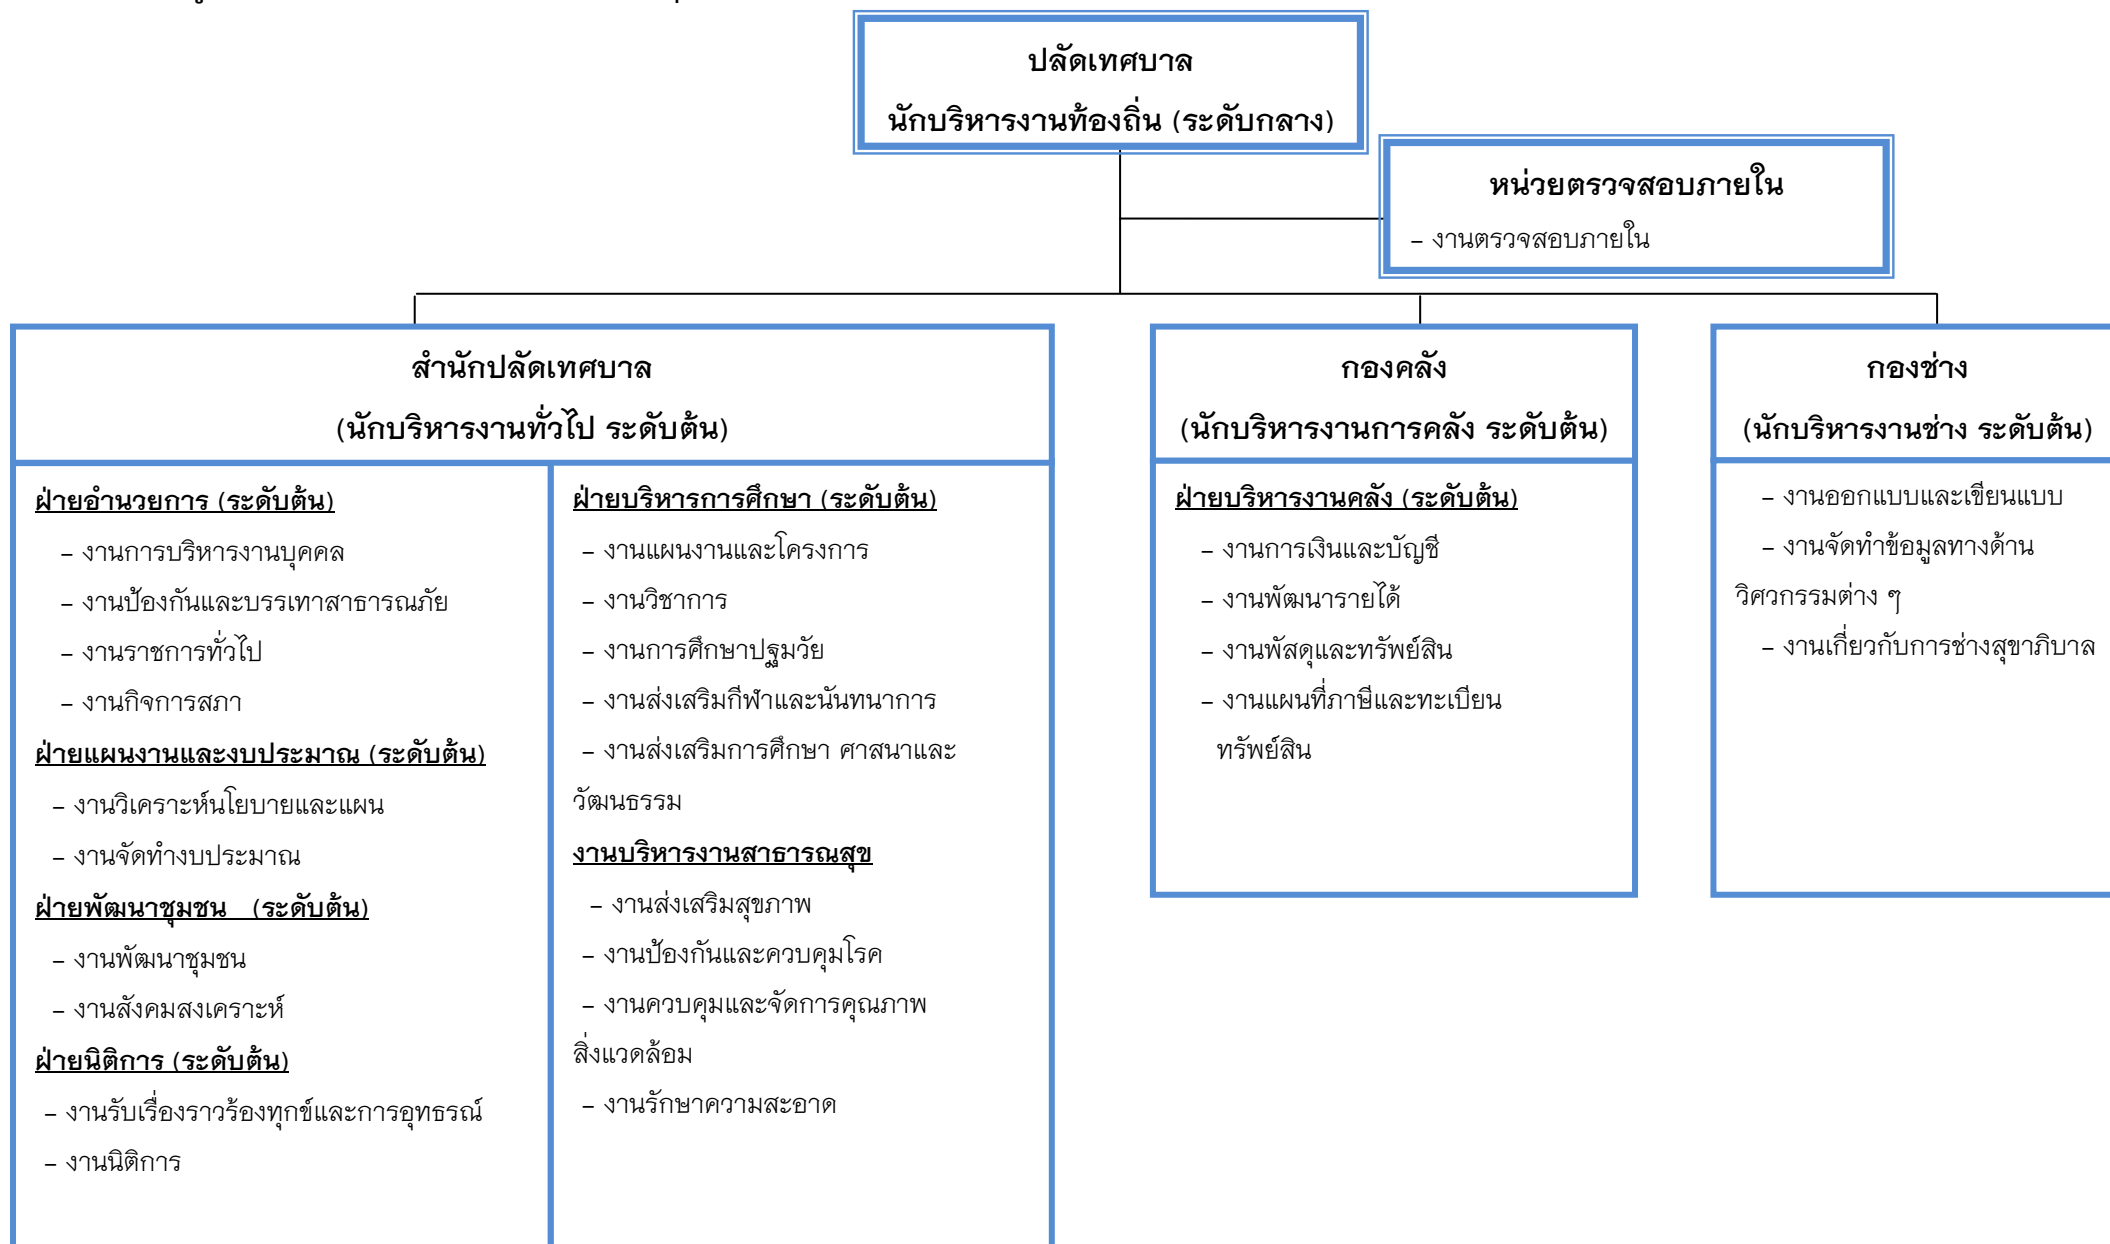 ปลัดเทศบาล
นักบริหารงานท้องถิ่น (ระดับกลาง)
หน่วยตรวจสอบภายใน
– งานตรวจสอบภายใน
สำนักปลัดเทศบาล
(นักบริหารงานทั่วไป ระดับต้น)
ฝ่ายอำนวยการ (ระดับต้น)
– งานการบริหารงานบุคคล
– งานป้องกันและบรรเทาสาธารณภัย
– งานราชการทั่วไป
– งานกิจการสภา
ฝ่ายแผนงานและงบประมาณ (ระดับต้น)
– งานวิเคราะห์นโยบายและแผน
– งานจัดทำงบประมาณ
ฝ่ายพัฒนาชุมชน (ระดับต้น)
– งานพัฒนาชุมชน
– งานสังคมสงเคราะห์
ฝ่ายนิติการ (ระดับต้น)
– งานรับเรื่องราวร้องทุกข์และการอุทธรณ์
– งานนิติการ
ฝ่ายบริหารการศึกษา (ระดับต้น)
– งานแผนงานและโครงการ
– งานวิชาการ
– งานการศึกษาปฐมวัย
– งานส่งเสริมกีฬาและนันทนาการ
– งานส่งเสริมการศึกษา ศาสนาและ
วัฒนธรรม
งานบริหารงานสาธารณสุข
– งานส่งเสริมสุขภาพ
– งานป้องกันและควบคุมโรค
– งานควบคุมและจัดการคุณภาพ
สิ่งแวดล้อม
– งานรักษาความสะอาด
กองคลัง
(นักบริหารงานการคลัง ระดับต้น)
ฝ่ายบริหารงานคลัง (ระดับต้น)
– งานการเงินและบัญชี
– งานพัฒนารายได้
– งานพัสดุและทรัพย์สิน
– งานแผนที่ภาษีและทะเบียน
ทรัพย์สิน
กองช่าง
(นักบริหารงานช่าง ระดับต้น)
– งานออกแบบและเขียนแบบ
– งานจัดทำข้อมูลทางด้าน
วิศวกรรมต่าง ๆ
– งานเกี่ยวกับการช่างสุขาภิบาล